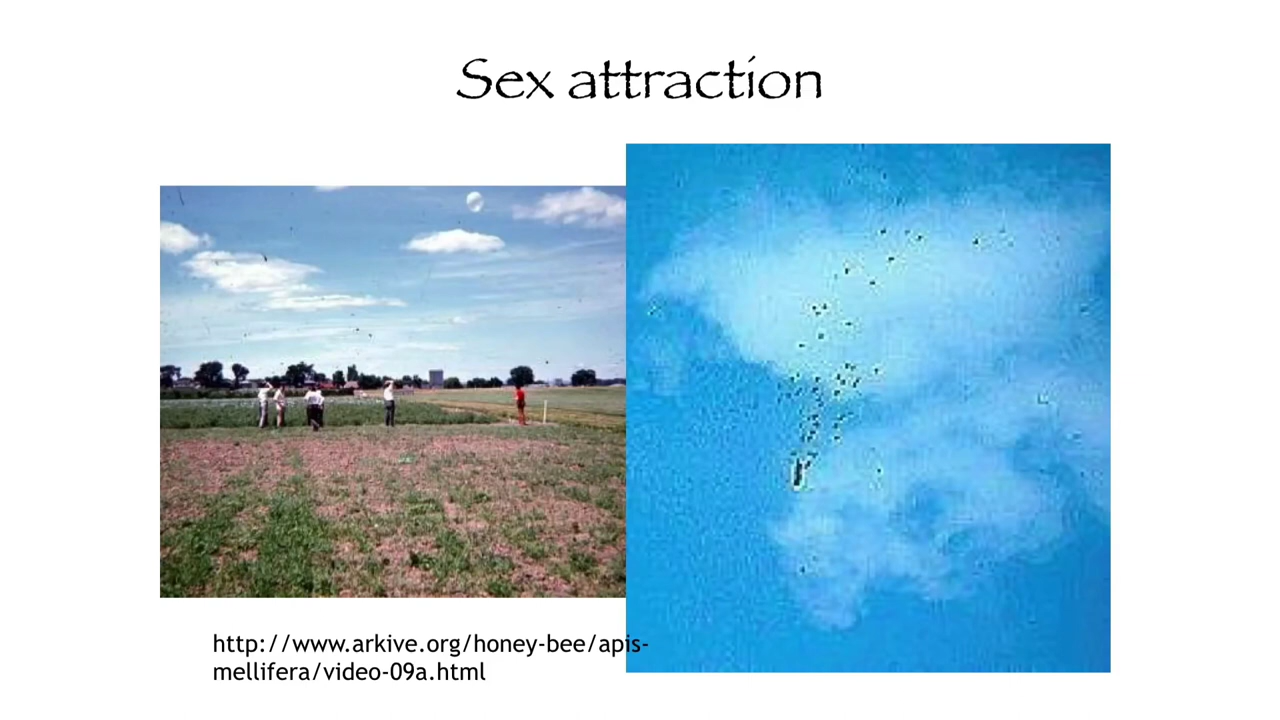 Sex attraction
http://www.arkive.org/honey-bee/apis-
mellifera/video-09a.html